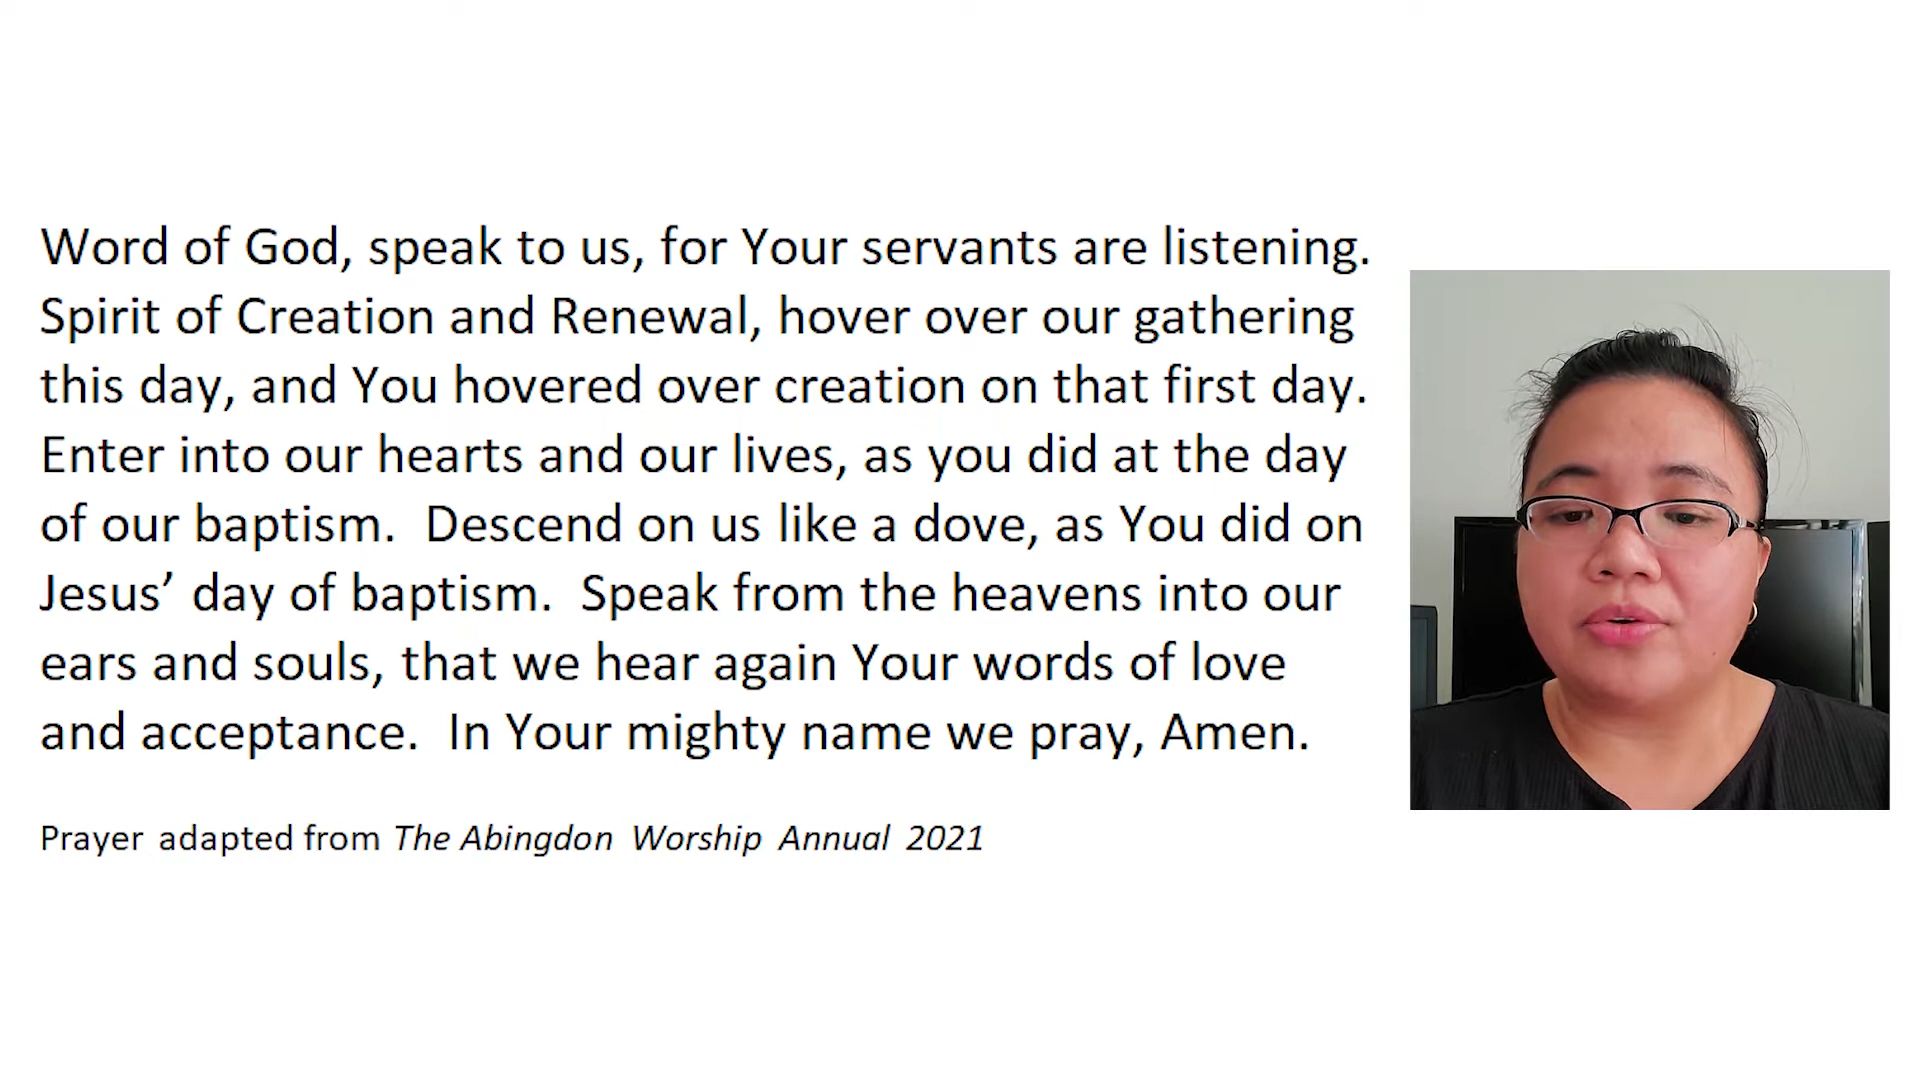 Word of God, speak to us, for Your servants are listening.
Spirit of Creation and Renewal, hover over our gathering
this day, and You hovered over creation on that first day.
Enter into our hearts and our lives, as you did at the day
of our baptism.  Descend on us like a dove, as You did on
Jesus’ day of baptism.  Speak from the heavens into our
ears and souls, that we hear again Your words of love
and acceptance.  In Your mighty name we pray, Amen.
Prayer adapted from The Abingdon Worship Annual 2021